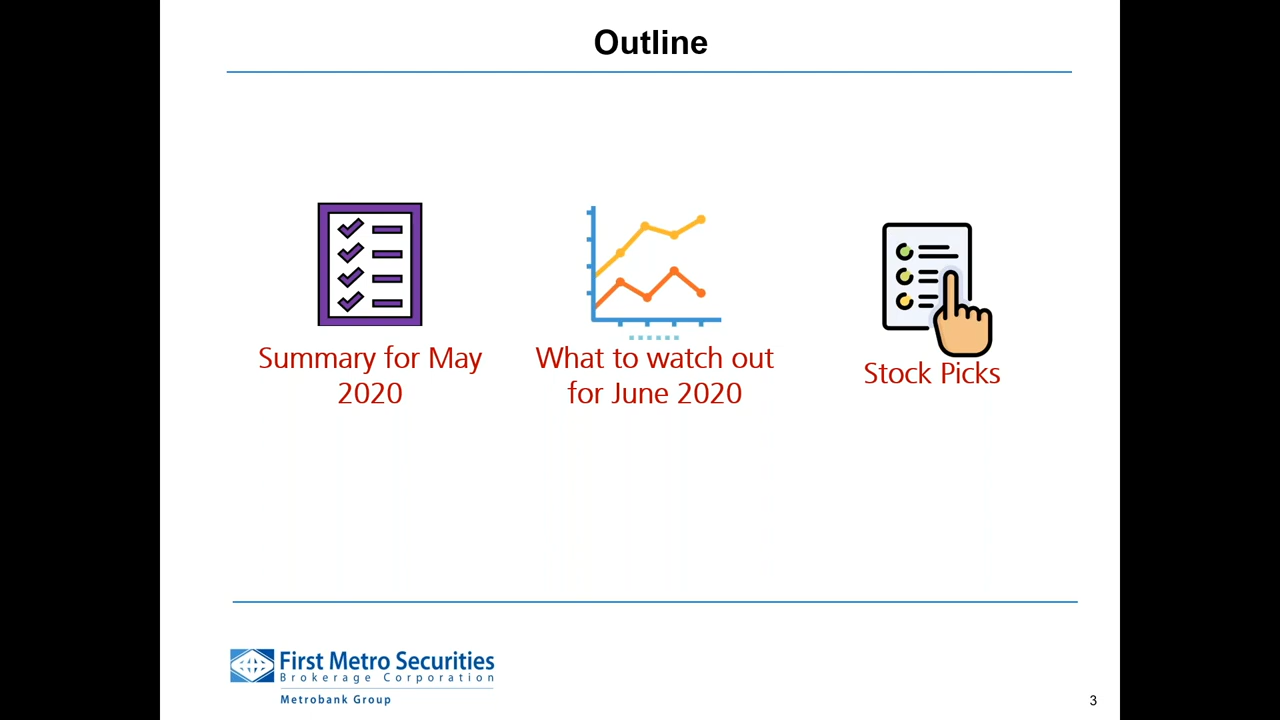 Outline
Summary for May
2020
What to watch out
for June 2020
Stock Picks
First Metro Securities
Brokerage Corporation
Metrobank Group
3